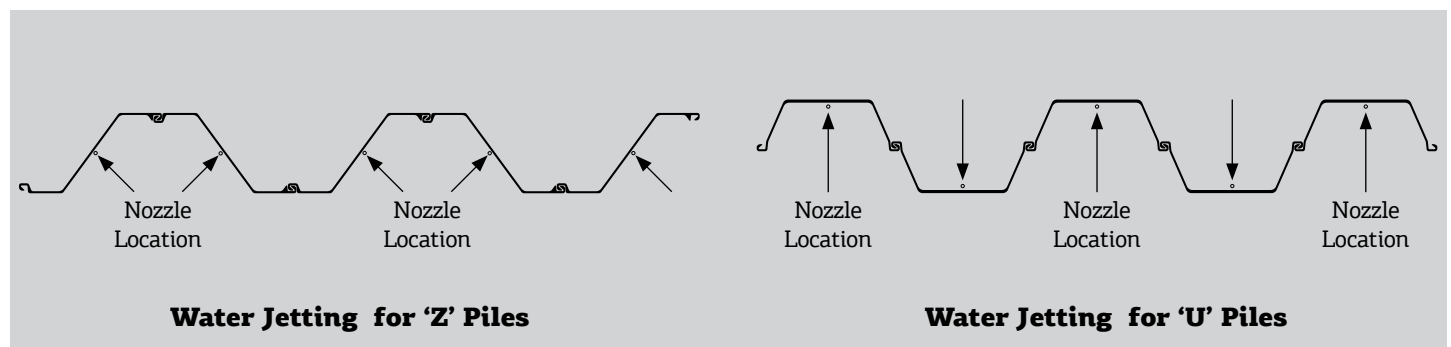 Nozzle
Location
Nozzle
Location
Nozzle
Location
Nozzle
Location
Nozzle
Location
Water Jetting for ‘Z’ Piles
Water Jetting for ‘U’ Piles